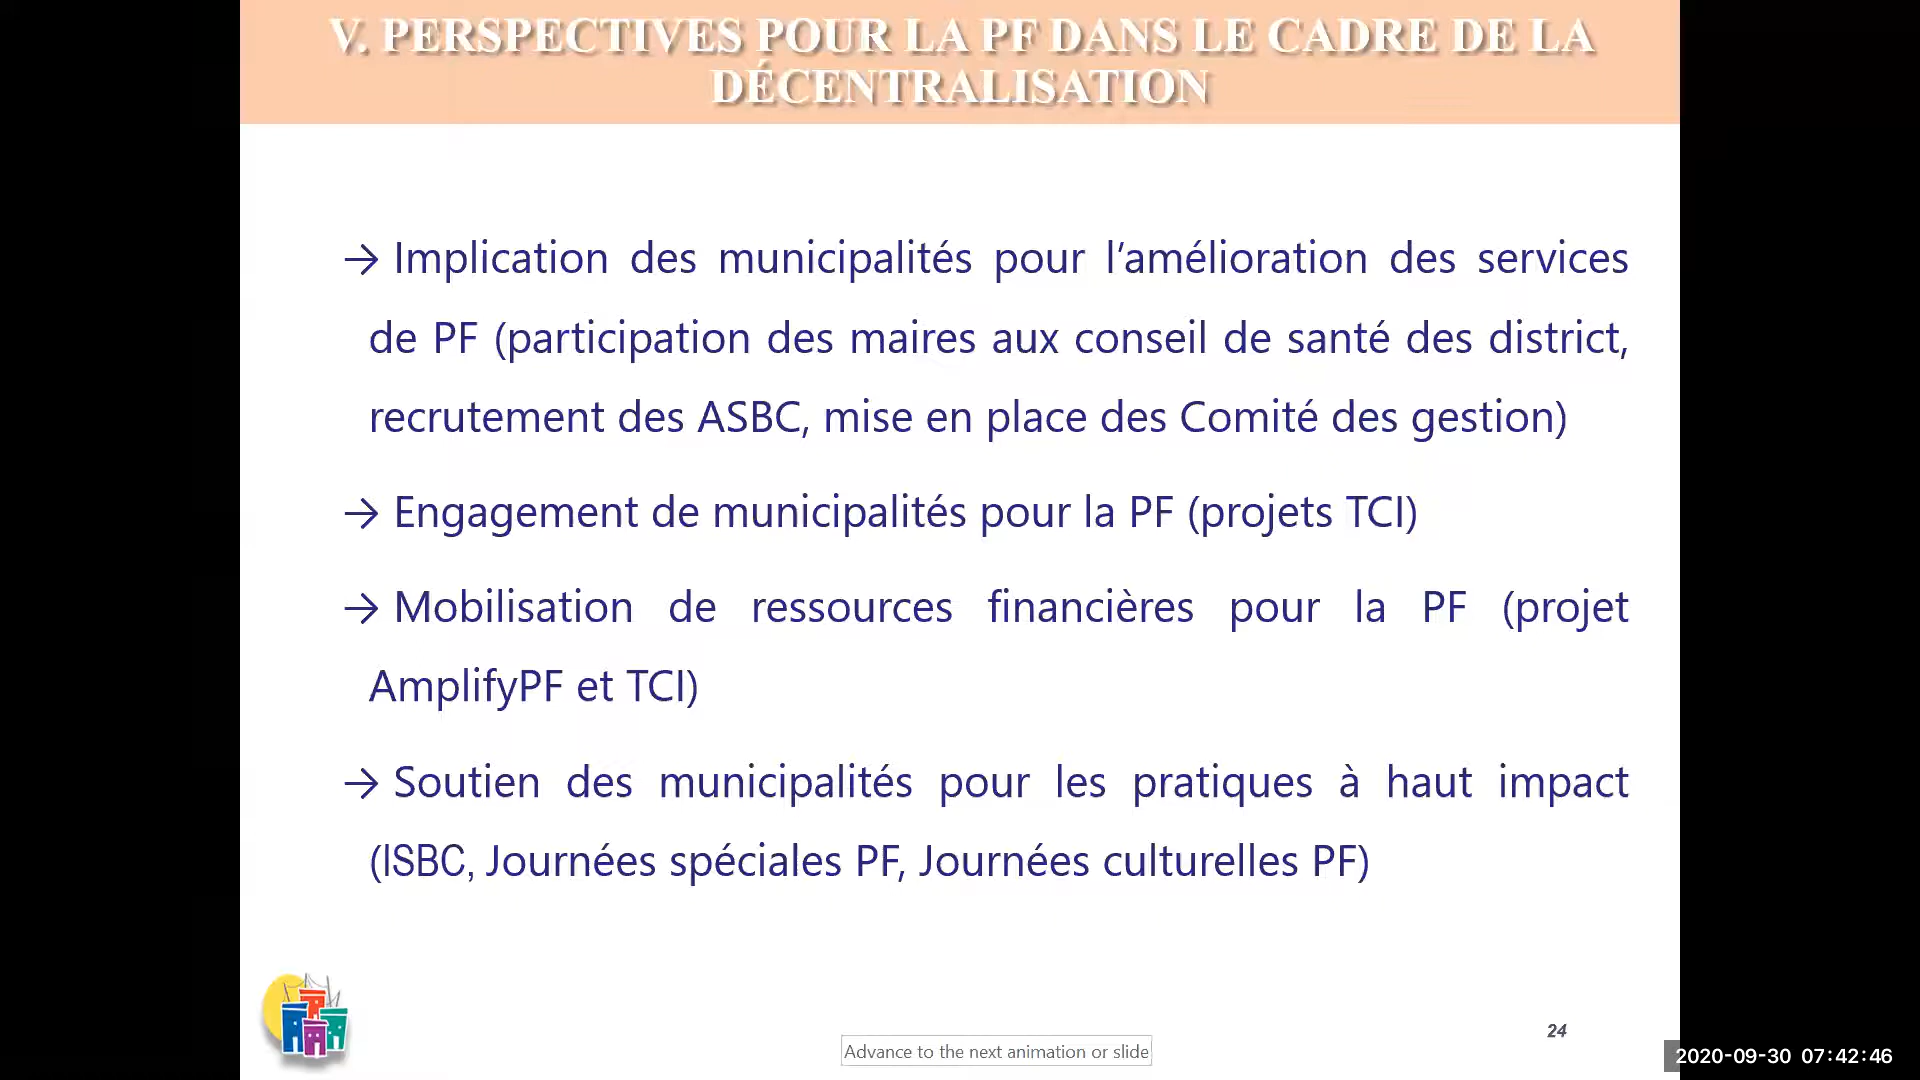 V. PERSPECTIVES POUR LA PF DANS LE CADRE DE LA
DÉCENTRALISATION
→ Implication des municipalités pour l’amélioration des services
de PF (participation des maires aux conseil de santé des district,
recrutement des ASBC, mise en place des Comité des gestion)
→ Engagement de municipalités pour la PF (projets TCI)
→ Mobilisation de ressources financières pour la PF (projet
AmplifyPF et TCI)
→ Soutien des municipalités pour les pratiques à haut impact
(ISBC, Journées spéciales PF, Journées culturelles PF)
24
Advance to the next animation or slide
2020-09-30 07:42:46